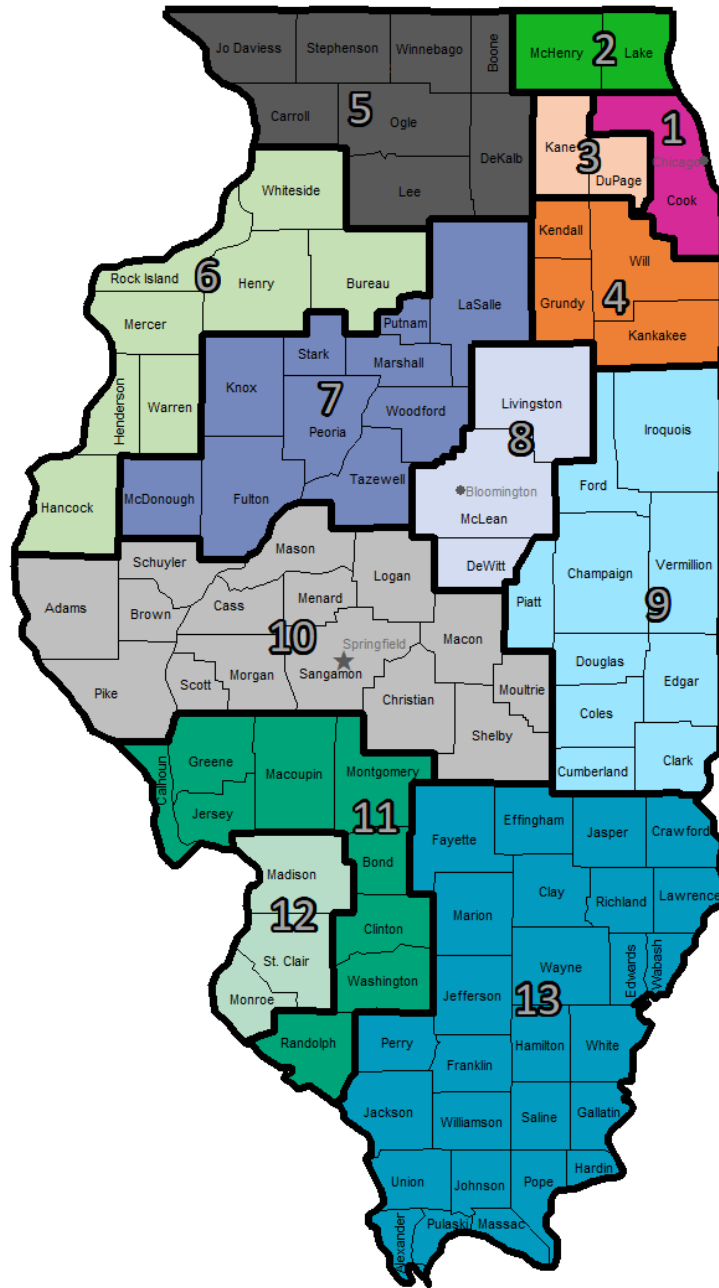 Jo Daviess
Stephenson
Winnebago
Boone
McHenry
2
Lake
Carroll
5
Ogle
DeKalb
Lee
Kane
3
DuPage
1
Chicago
Cook
Whiteside
Rock Island
6
Henry
Bureau
Mercer
Henderson
Warren
Hancock
Kendall
Will
4
Grundy
Kankakee
LaSalle
Putnam
Stark
Marshall
Knox
7
Peoria
Woodford
McDonough
Fulton
Tazewell
Livingston
8
Bloomington
McLean
DeWitt
Iroquois
Ford
Champaign
Vermillion
Piatt
9
Douglas
Edgar
Coles
Cumberland
Clark
Schuyler
Mason
Logan
Adams
Brown
Cass
Menard
10
Springfield
Macon
Pike
Scott
Morgan
Sangamon
Christian
Moultrie
Shelby
Calhoun
Greene
Macoupin
Montgomery
Jersey
11
Bond
Clinton
Washington
Randolph
Madison
12
St. Clair
Monroe
Fayette
Effingham
Jasper
Crawford
Marion
Clay
Richland
Lawrence
Wayne
Edwards
Wabash
Jefferson
13
Perry
Franklin
Hamilton
White
Jackson
Williamson
Saline
Gallatin
Union
Johnson
Pope
Hardin
Alexander
Pulaski
Massac